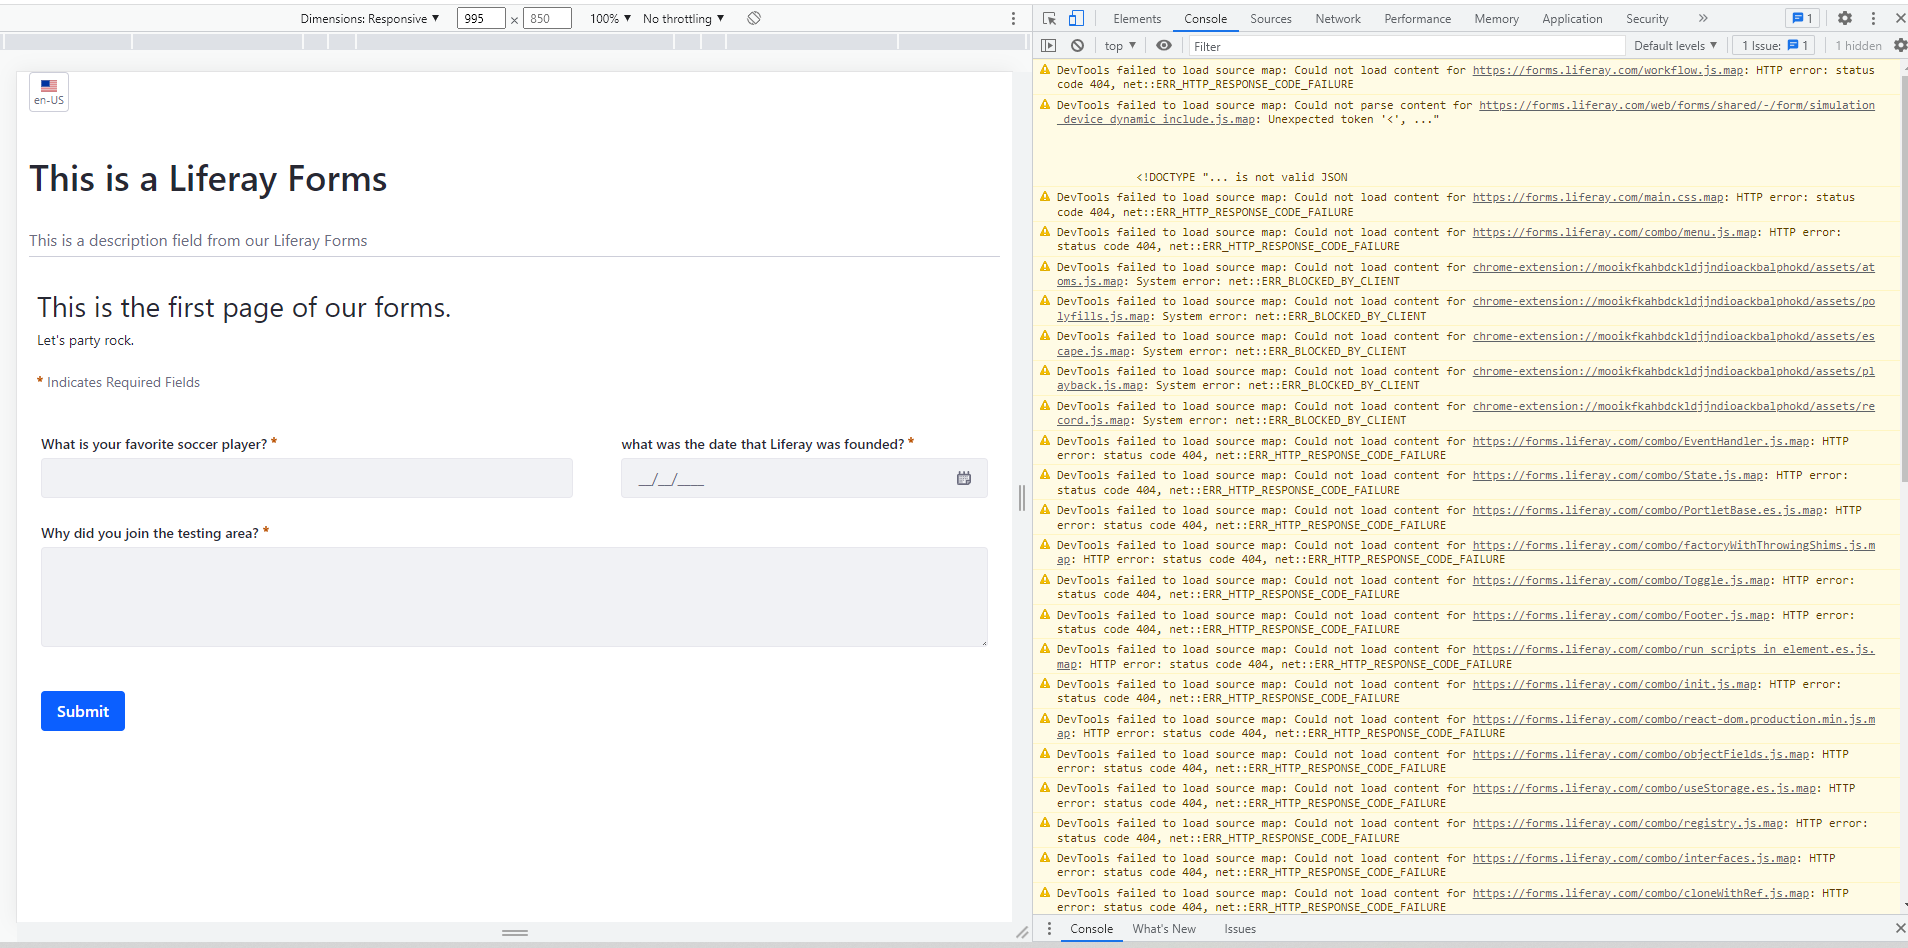 Dimensions: Responsive ▼ 995 × 850 100% ▼ No throttling ▼
en-US
This is a Liferay Forms
This is a description field from our Liferay Forms
This is the first page of our forms.
Let's party rock.
* Indicates Required Fields
What is your favorite soccer player? *
what was the date that Liferay was founded? *
__/__/____
Why did you join the testing area? *
Submit
Elements Console Sources Network Performance Memory Application Security » 1
top ▼ Filter Default levels ▼ 1 Issue: 1 1 hidden
DevTools failed to load source map: Could not load content for https://forms.liferay.com/workflow.js.map: HTTP error: status
code 404, net::ERR_HTTP_RESPONSE_CODE_FAILURE
DevTools failed to load source map: Could not parse content for https://forms.liferay.com/web/forms/shared/-/form/simulation
_device_dynamic_include.js.map: Unexpected token '<', ..."
<!DOCTYPE "... is not valid JSON
DevTools failed to load source map: Could not load content for https://forms.liferay.com/main.css.map: HTTP error: status
code 404, net::ERR_HTTP_RESPONSE_CODE_FAILURE
DevTools failed to load source map: Could not load content for https://forms.liferay.com/combo/menu.js.map: HTTP error:
status code 404, net::ERR_HTTP_RESPONSE_CODE_FAILURE
DevTools failed to load source map: Could not load content for chrome-extension://mooikfkahbdckldjjndioackbalphokd/assets/at
oms.js.map: System error: net::ERR_BLOCKED_BY_CLIENT
DevTools failed to load source map: Could not load content for chrome-extension://mooikfkahbdckldjjndioackbalphokd/assets/po
lyfills.js.map: System error: net::ERR_BLOCKED_BY_CLIENT
DevTools failed to load source map: Could not load content for chrome-extension://mooikfkahbdckldjjndioackbalphokd/assets/es
cape.js.map: System error: net::ERR_BLOCKED_BY_CLIENT
DevTools failed to load source map: Could not load content for chrome-extension://mooikfkahbdckldjjndioackbalphokd/assets/pl
ayback.js.map: System error: net::ERR_BLOCKED_BY_CLIENT
DevTools failed to load source map: Could not load content for chrome-extension://mooikfkahbdckldjjndioackbalphokd/assets/re
cord.js.map: System error: net::ERR_BLOCKED_BY_CLIENT
DevTools failed to load source map: Could not load content for https://forms.liferay.com/combo/EventHandler.js.map: HTTP
error: status code 404, net::ERR_HTTP_RESPONSE_CODE_FAILURE
DevTools failed to load source map: Could not load content for https://forms.liferay.com/combo/State.js.map: HTTP error:
status code 404, net::ERR_HTTP_RESPONSE_CODE_FAILURE
DevTools failed to load source map: Could not load content for https://forms.liferay.com/combo/PortletBase.es.js.map: HTTP
error: status code 404, net::ERR_HTTP_RESPONSE_CODE_FAILURE
DevTools failed to load source map: Could not load content for https://forms.liferay.com/combo/factoryWithThrowingShims.js.m
ap: HTTP error: status code 404, net::ERR_HTTP_RESPONSE_CODE_FAILURE
DevTools failed to load source map: Could not load content for https://forms.liferay.com/combo/Toggle.js.map: HTTP error:
status code 404, net::ERR_HTTP_RESPONSE_CODE_FAILURE
DevTools failed to load source map: Could not load content for https://forms.liferay.com/combo/Footer.js.map: HTTP error:
status code 404, net::ERR_HTTP_RESPONSE_CODE_FAILURE
DevTools failed to load source map: Could not load content for https://forms.liferay.com/combo/run_scripts_in_element.es.js.
map: HTTP error: status code 404, net::ERR_HTTP_RESPONSE_CODE_FAILURE
DevTools failed to load source map: Could not load content for https://forms.liferay.com/combo/init.js.map: HTTP error:
status code 404, net::ERR_HTTP_RESPONSE_CODE_FAILURE
DevTools failed to load source map: Could not load content for https://forms.liferay.com/combo/react-dom.production.min.js.m
ap: HTTP error: status code 404, net::ERR_HTTP_RESPONSE_CODE_FAILURE
DevTools failed to load source map: Could not load content for https://forms.liferay.com/combo/objectFields.js.map: HTTP
error: status code 404, net::ERR_HTTP_RESPONSE_CODE_FAILURE
DevTools failed to load source map: Could not load content for https://forms.liferay.com/combo/useStorage.es.js.map: HTTP
error: status code 404, net::ERR_HTTP_RESPONSE_CODE_FAILURE
DevTools failed to load source map: Could not load content for https://forms.liferay.com/combo/registry.js.map: HTTP error:
status code 404, net::ERR_HTTP_RESPONSE_CODE_FAILURE
DevTools failed to load source map: Could not load content for https://forms.liferay.com/combo/interfaces.js.map: HTTP
error: status code 404, net::ERR_HTTP_RESPONSE_CODE_FAILURE
DevTools failed to load source map: Could not load content for https://forms.liferay.com/combo/cloneWithRef.js.map: HTTP
error: status code 404, net::ERR_HTTP_RESPONSE_CODE_FAILURE
Console What's New Issues